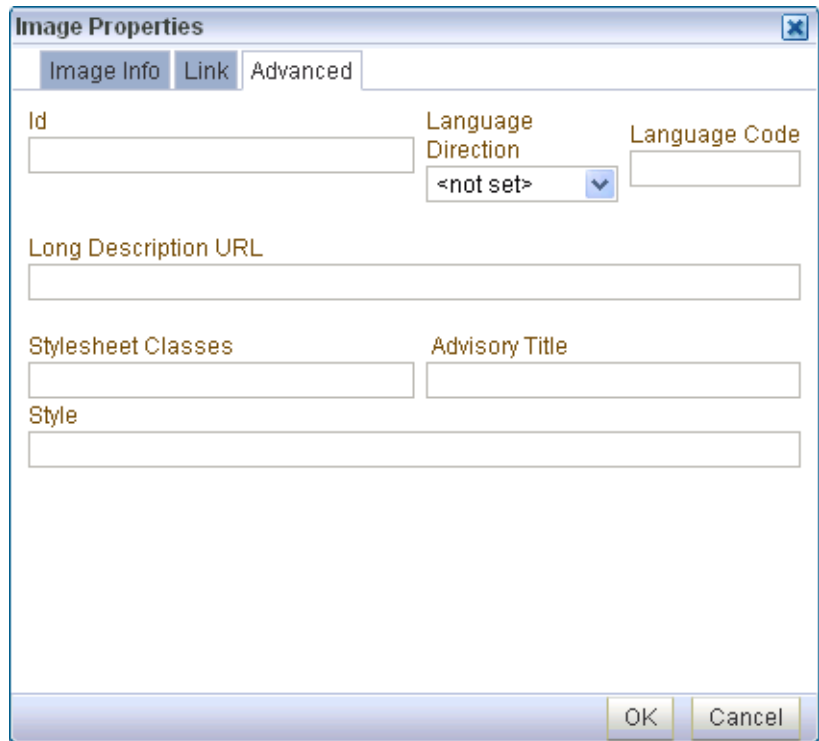 Image Properties
Image Info Link Advanced
Id
Language Direction
Language Code
<not set>
Long Description URL
Stylesheet Classes
Advisory Title
Style
OK Cancel